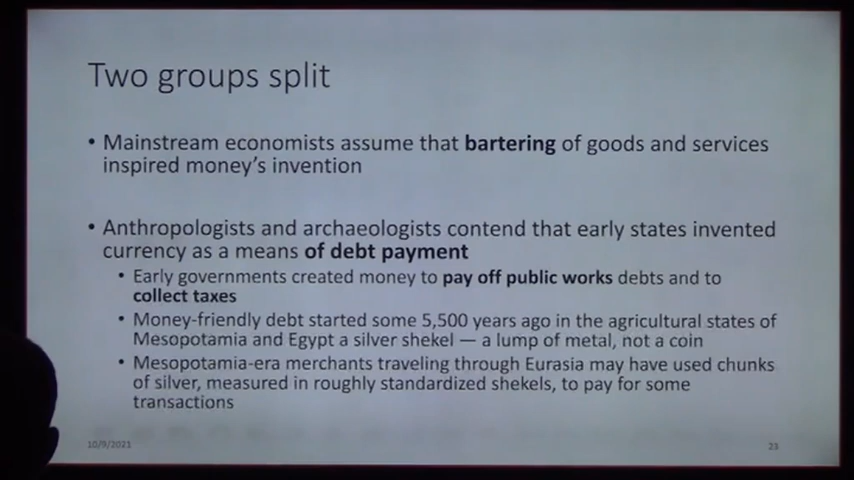 Two groups split
• Mainstream economists assume that bartering of goods and services
inspired money's invention
• Anthropologists and archaeologists contend that early states invented
currency as a means of debt payment
• Early governments created money to pay off public works debts and to
collect taxes
• Money-friendly debt started some 5,500 years ago in the agricultural states of
Mesopotamia and Egypt a silver shekel — a lump of metal, not a coin
• Mesopotamia-era merchants traveling through Eurasia may have used chunks
of silver, measured in roughly standardized shekels, to pay for some
transactions
10/9/2021
23